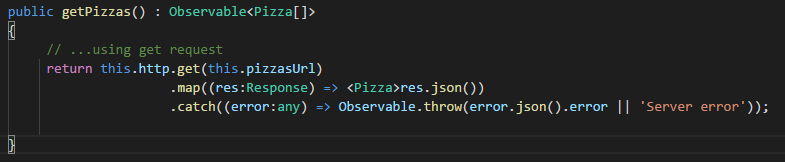 public getPizzas() : Observable<Pizza[]>
{
// ...using get request
return this.http.get(this.pizzasUrl)
.map((res:Response) => <Pizza>res.json())
.catch((error:any) => Observable.throw(error.json().error || 'Server error'));
}